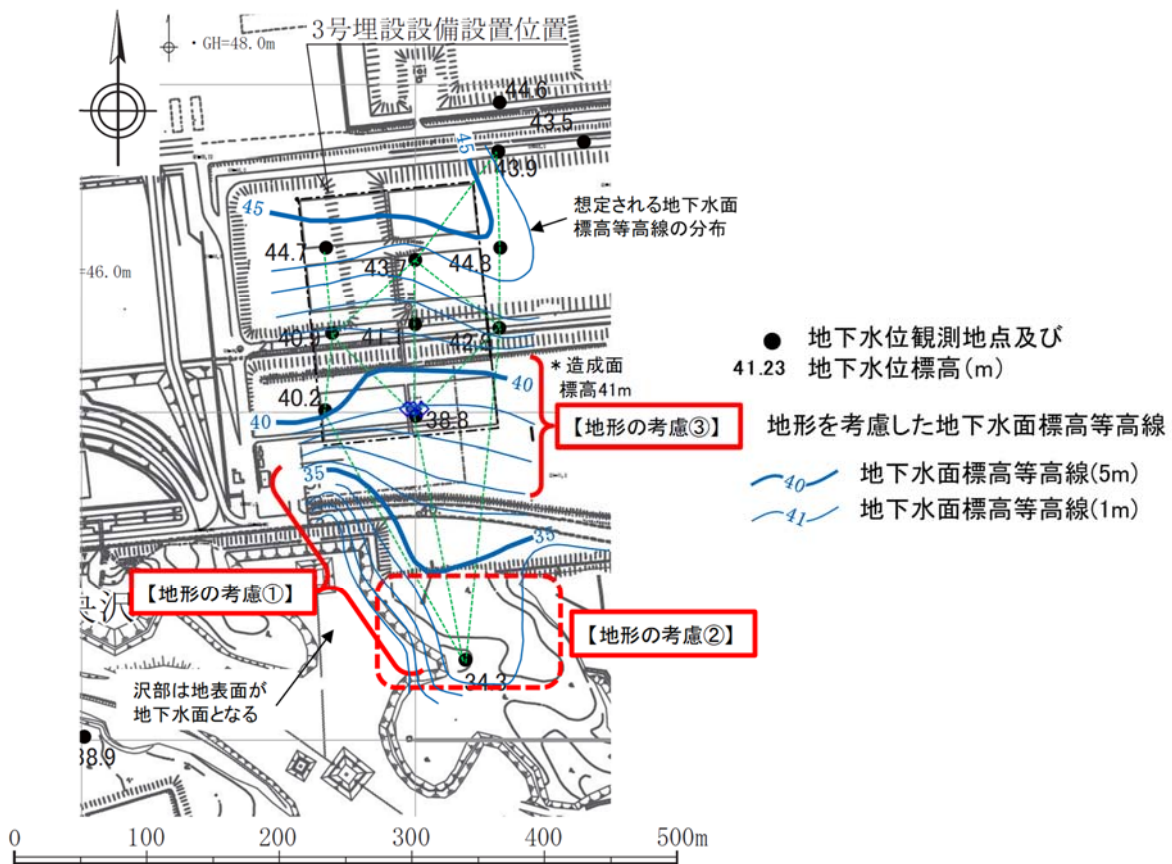 3号埋設設備設置位置
・GH=48.0m
44.6
43.5
45
43.9
想定される地下水面
標高等高線の分布
45
44.7
43.7
44.8
=46.0m
40.9
41.1
＊造成面
標高41m
40
40.2
40
38.8
【地形の考慮③】
35
35
【地形の考慮①】
【地形の考慮②】
沢部は地表面が
地下水面となる
34.3
38.9
地下水位観測地点及び
41.23 地下水位標高(m)
地形を考慮した地下水面標高等高線
40 地下水面標高等高線(5m)
41 地下水面標高等高線(1m)
0 100 200 300 400 500m